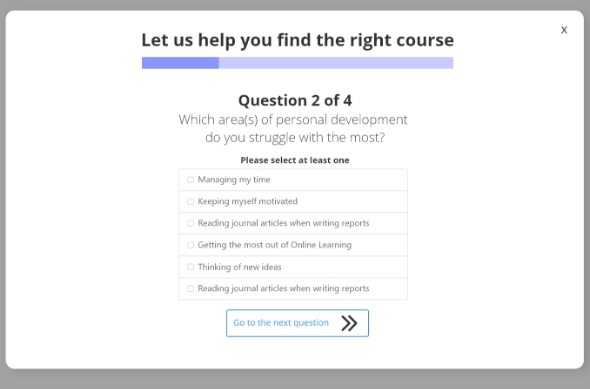 Let us help you find the right course
X
Question 2 of 4
Which area(s) of personal development
do you struggle with the most?
Please select at least one
Managing my time
Keeping myself motivated
Reading journal articles when writing reports
Getting the most out of Online Learning
Thinking of new ideas
Reading journal articles when writing reports
Go to the next question